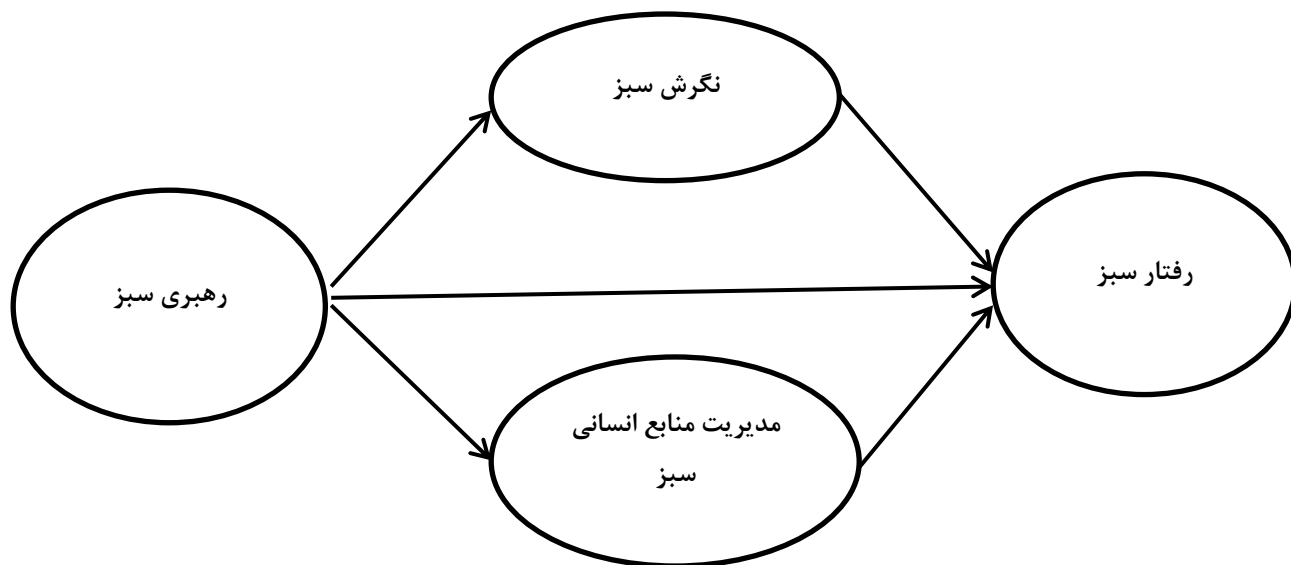 نگرش سبز
رفتار سبز
رهبری سبز
مدیریت منابع انسانی
سبز